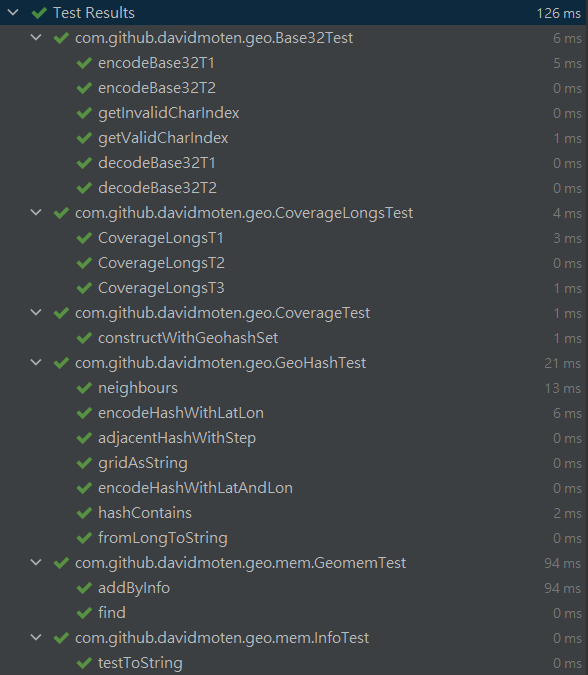 Test Results 126 ms
com.github.davidmoten.geo.Base32Test 6 ms
encodeBase32T1 5 ms
encodeBase32T2 0 ms
getInvalidCharIndex 0 ms
getValidCharIndex 1 ms
decodeBase32T1 0 ms
decodeBase32T2 0 ms
com.github.davidmoten.geo.CoverageLongsTest 4 ms
CoverageLongsT1 3 ms
CoverageLongsT2 0 ms
CoverageLongsT3 1 ms
com.github.davidmoten.geo.CoverageTest 1 ms
constructWithGeohashSet 1 ms
com.github.davidmoten.geo.GeoHashTest 21 ms
neighbours 13 ms
encodeHashWithLatLon 6 ms
adjacentHashWithStep 0 ms
gridAsString 0 ms
encodeHashWithLatAndLon 0 ms
hashContains 2 ms
fromLongToString 0 ms
com.github.davidmoten.geo.mem.GeomemTest 94 ms
addByInfo 94 ms
find 0 ms
com.github.davidmoten.geo.mem.InfoTest 0 ms
testToString 0 ms